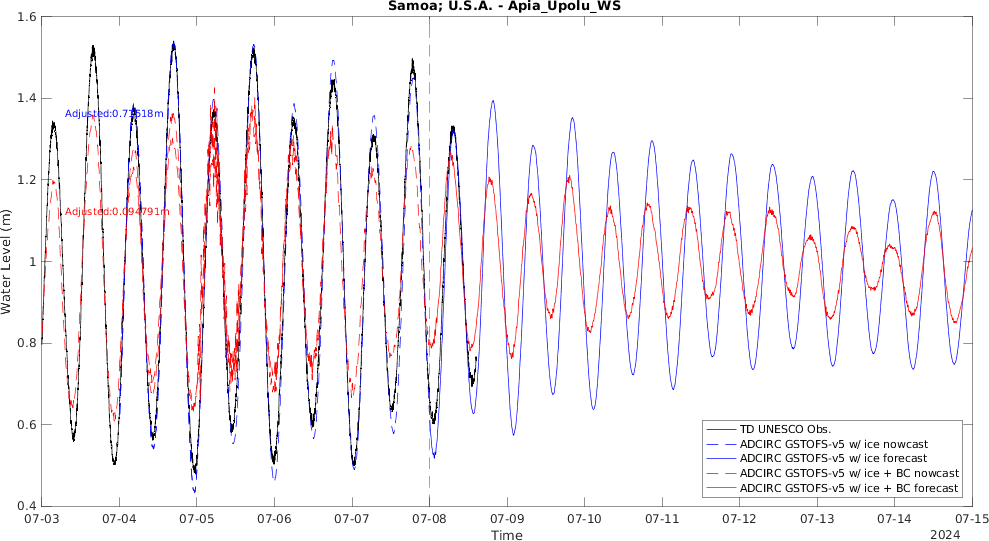 Samoa; U.S.A. - Apia_Upolu_WS
1.6
1.4
1.2
1
0.8
0.6
0.4
Water Level (m)
Adjusted:0.094791m
TD UNESCO Obs.
ADCIRC GSTOFS-v5 w/ ice nowcast
ADCIRC GSTOFS-v5 w/ ice forecast
ADCIRC GSTOFS-v5 w/ ice + BC nowcast
ADCIRC GSTOFS-v5 w/ ice + BC forecast
07-03 07-04 07-05 07-06 07-07 07-08 07-09 07-10 07-11 07-12 07-13 07-14 07-15
Time
2024